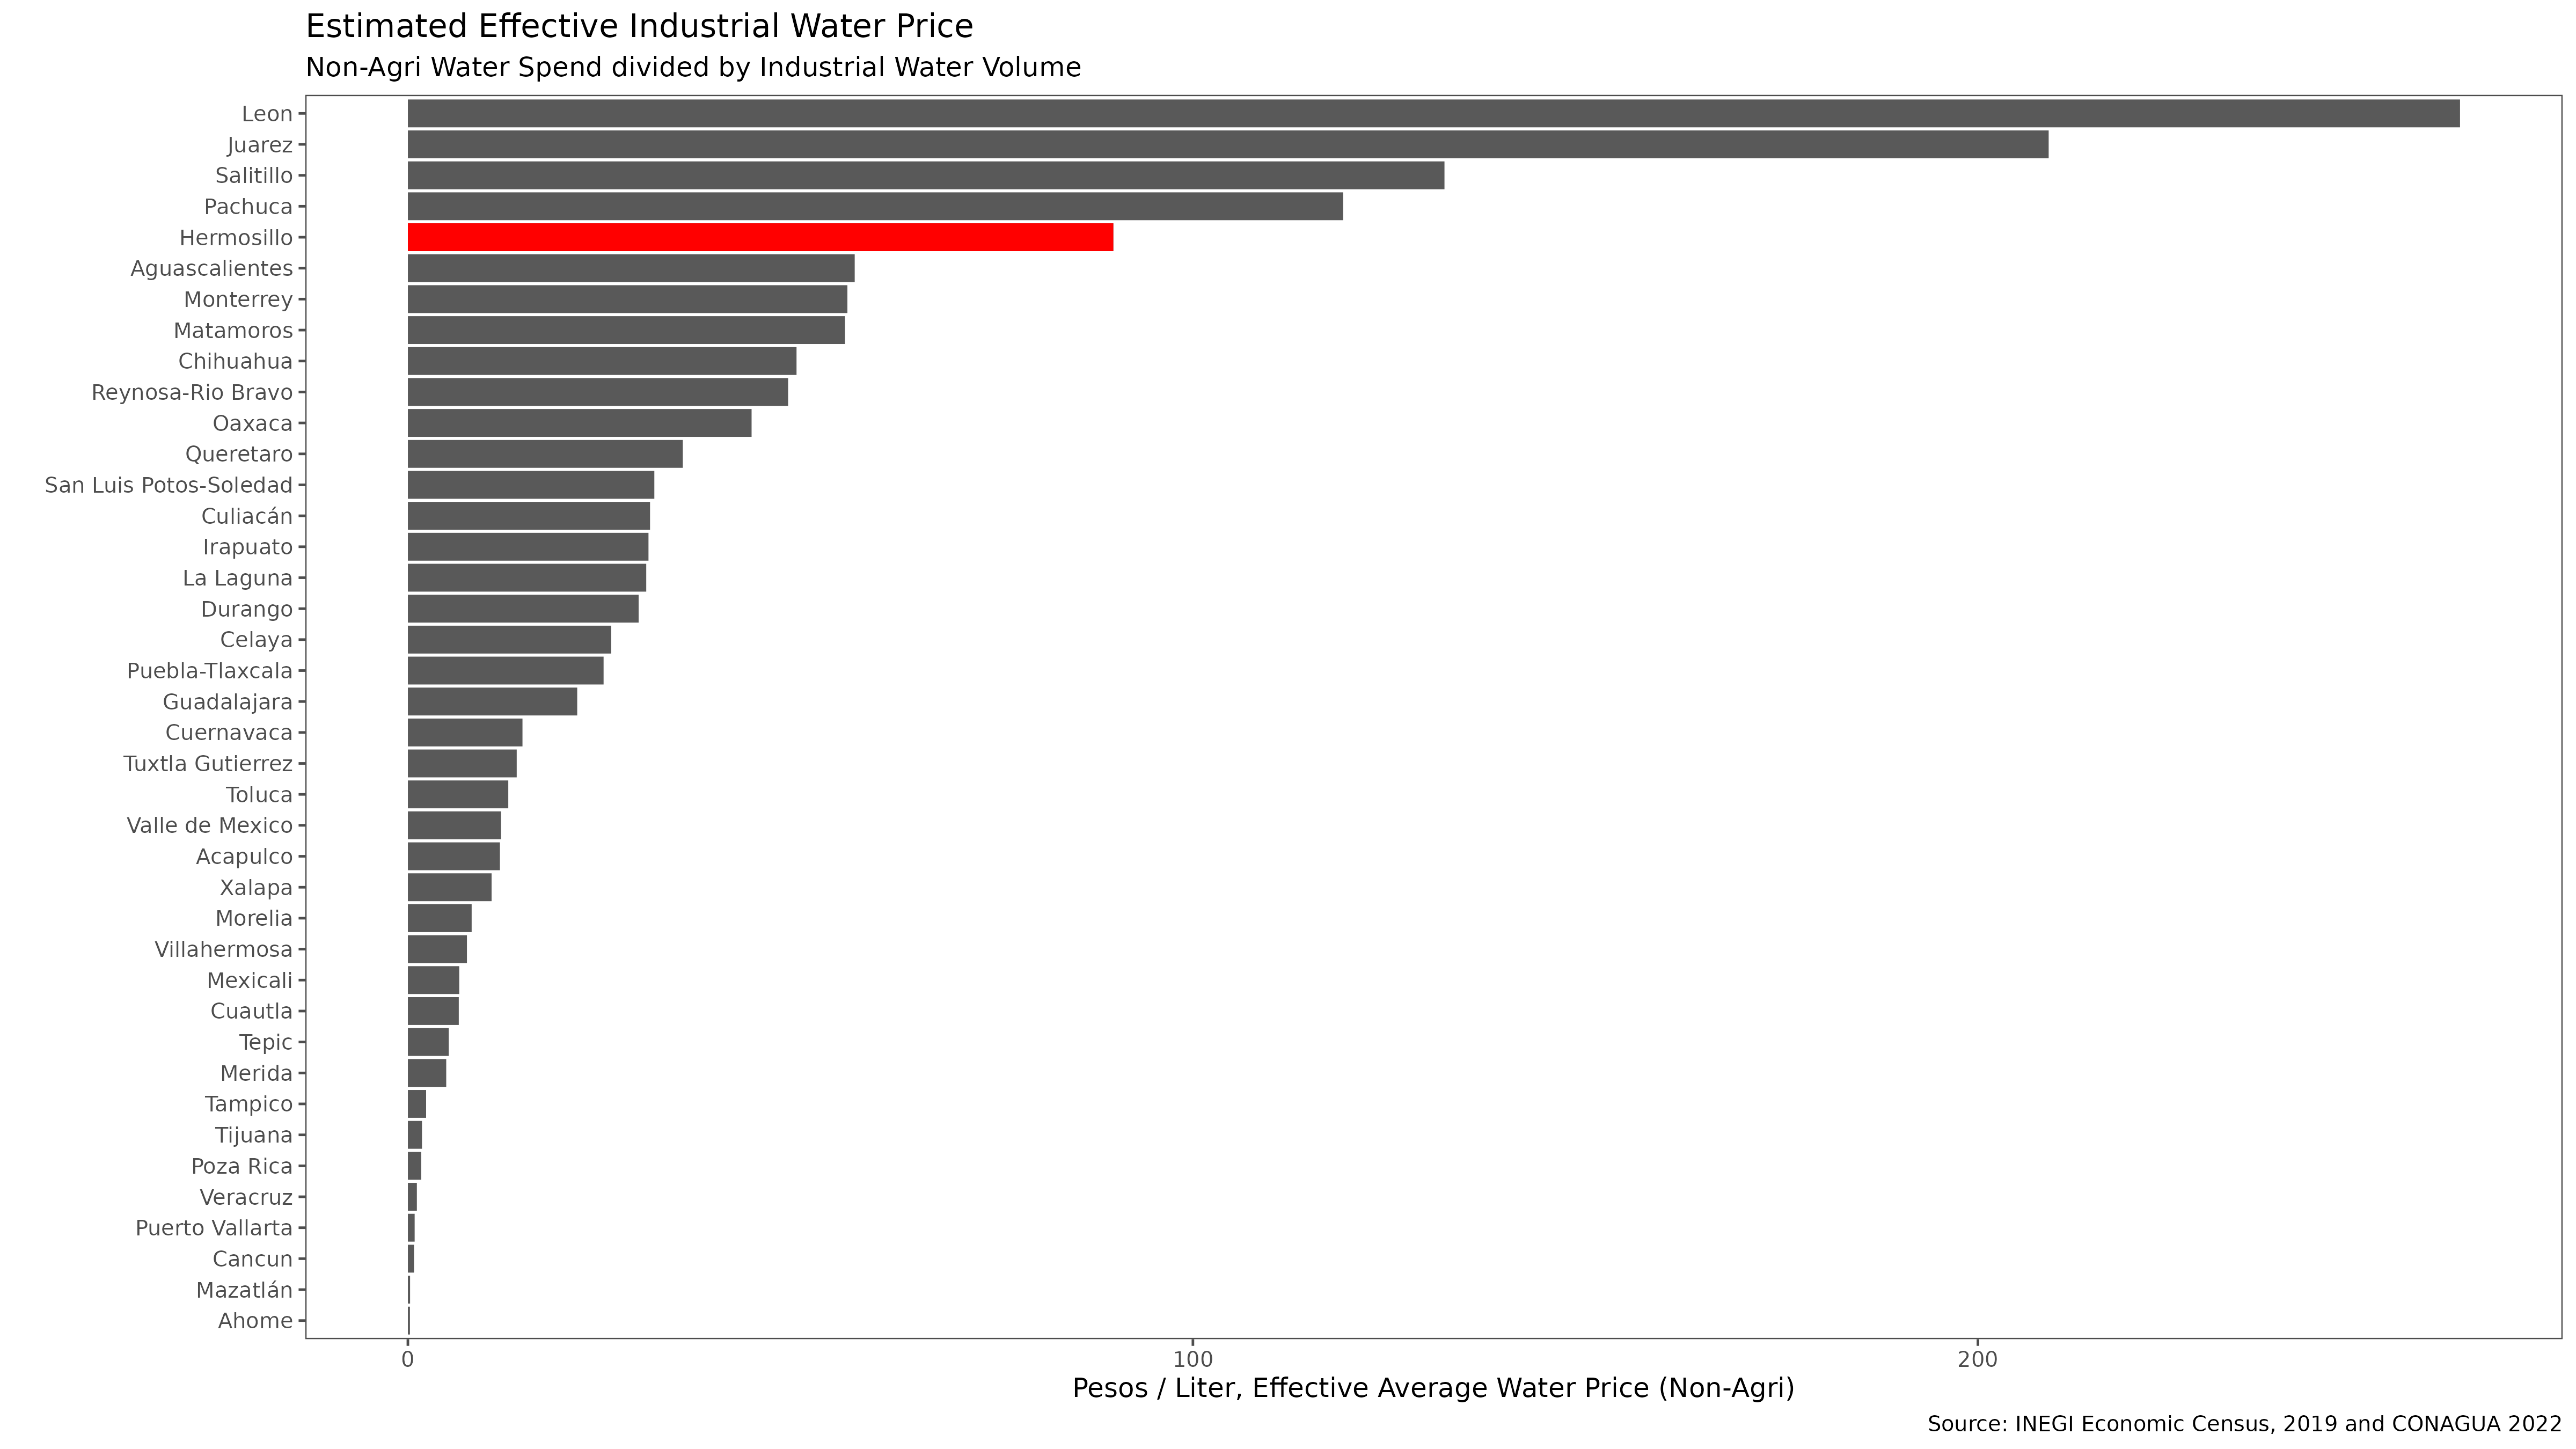 Estimated Effective Industrial Water Price
Non-Agri Water Spend divided by Industrial Water Volume
Leon
Juarez
Salitillo
Pachuca
Hermosillo
Aguascalientes
Monterrey
Matamoros
Chihuahua
Reynosa-Rio Bravo
Oaxaca
Queretaro
San Luis Potos-Soledad
Culiacán
Irapuato
La Laguna
Durango
Celaya
Puebla-Tlaxcala
Guadalajara
Cuernavaca
Tuxtla Gutierrez
Toluca
Valle de Mexico
Acapulco
Xalapa
Morelia
Villahermosa
Mexicali
Cuautla
Tepic
Merida
Tampico
Tijuana
Poza Rica
Veracruz
Puerto Vallarta
Cancun
Mazatlán
Ahome
0 100 200
Pesos / Liter, Effective Average Water Price (Non-Agri)
Source: INEGI Economic Census, 2019 and CONAGUA 2022